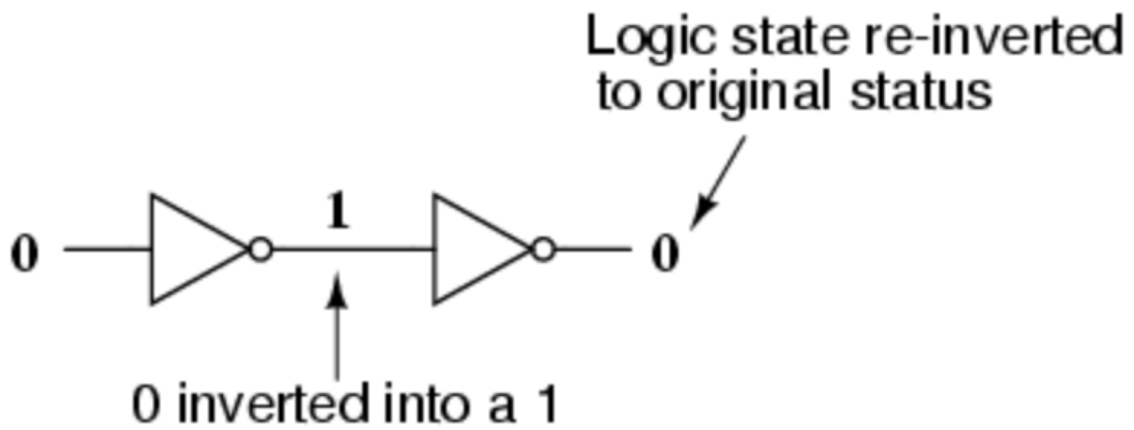 Logic state re-inverted
to original status
1
0
0
0 inverted into a 1